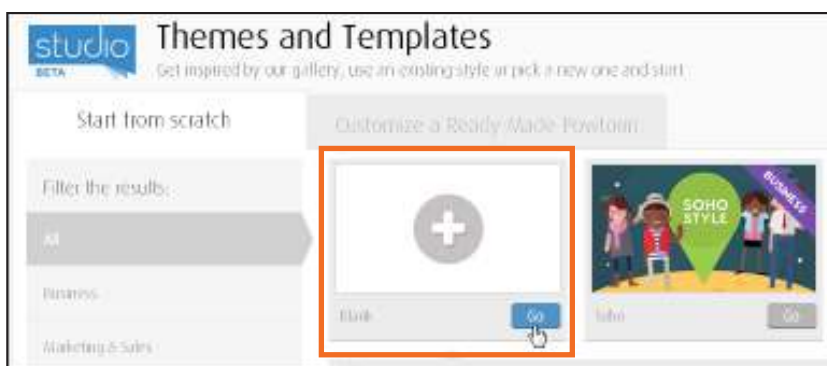 studio
BETA
Themes and Templates
Get inspired by our gallery, use an existing style or pick a new one and start
Start from scratch
Customize a Ready Made Powtoon
Filter the results:
All
Business
Marketing & Sales
Blank
Go
SOHO
STYLE
BUSINESS
Soho
Go